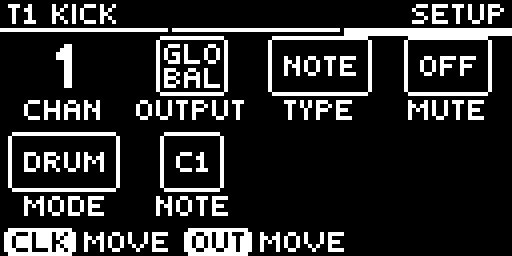 T1 KICK SETUP
1 GLO BAL NOTE OFF
CHAN OUTPUT TYPE MUTE
DRUM C1
MODE NOTE
CLK MOVE OUT MOVE